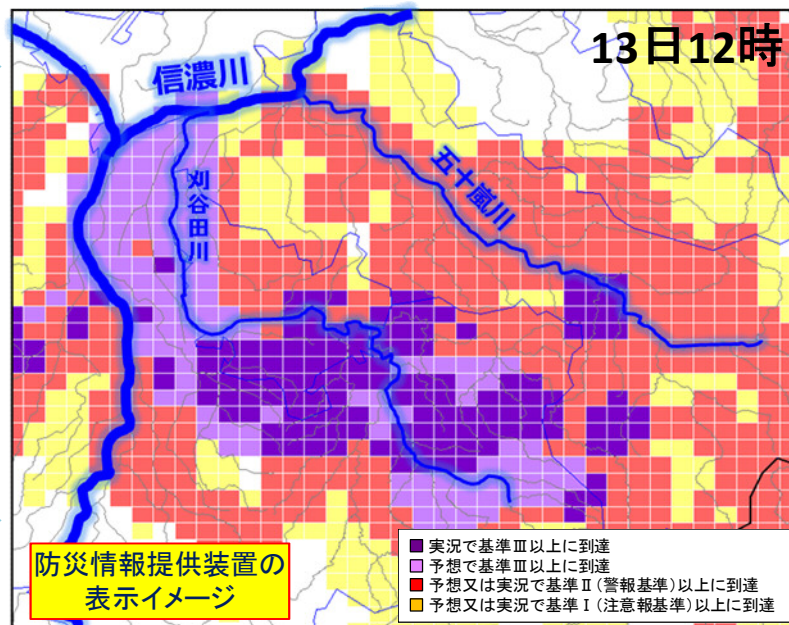 13日12時
信濃川
五十嵐川
刈谷田川
防災情報提供装置の
表示イメージ
実況で基準Ⅲ以上に到達
予想で基準Ⅲ以上に到達
予想又は実況で基準Ⅱ(警報基準)以上に到達
予想又は実況で基準Ⅰ(注意報基準)以上に到達